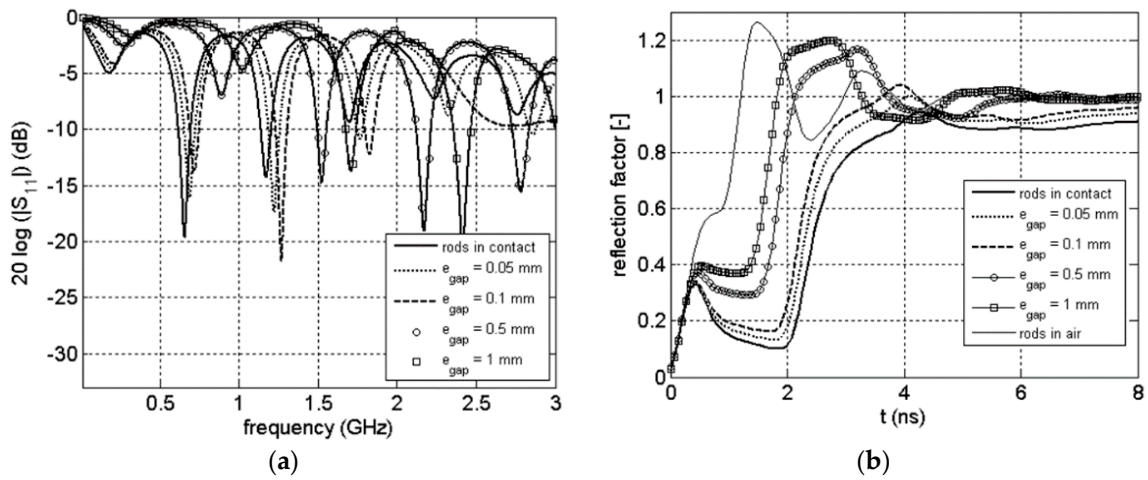 20 log (|S11|) (dB)
0
-5
-10
-15
-20
-25
-30
0.5
1
1.5
2
2.5
3
frequency (GHz)
rods in contact
egap = 0.05 mm
egap = 0.1 mm
egap = 0.5 mm
egap = 1 mm
(a)
reflection factor [-]
1.2
1.0
0.8
0.6
0.4
0.2
0
0
2
4
6
8
t (ns)
rods in contact
egap = 0.05 mm
egap = 0.1 mm
egap = 0.5 mm
egap = 1 mm
rods in air
(b)